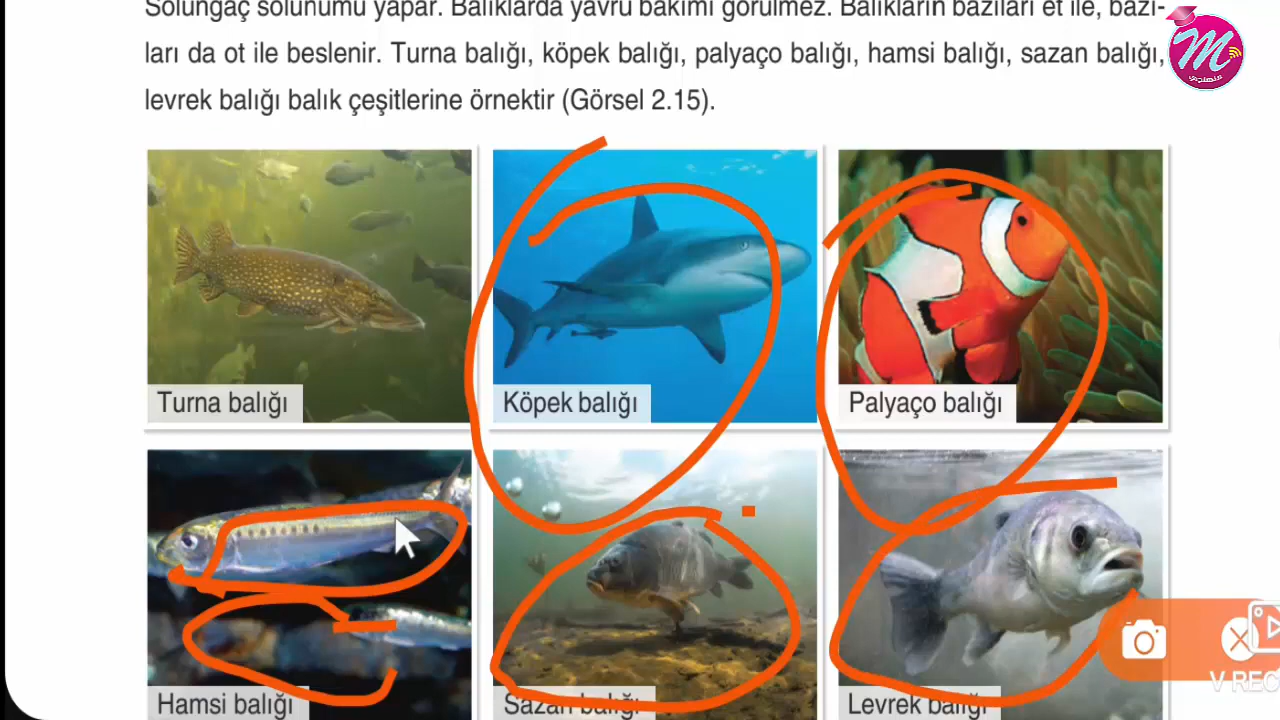 Solungaç solunumu yapar. Balıklarda yavru bakımı görülmez. Balıkların bazıları et ile, bazı-
ları da ot ile beslenir. Turna balığı, köpek balığı, palyaço balığı, hamsi balığı, sazan balığı,
levrek balığı balık çeşitlerine örnektir (Görsel 2.15).
Turna balığı
Köpek balığı
Palyaço balığı
Hamsi balığı
Sazan balığı
Levrek balığı
V REC